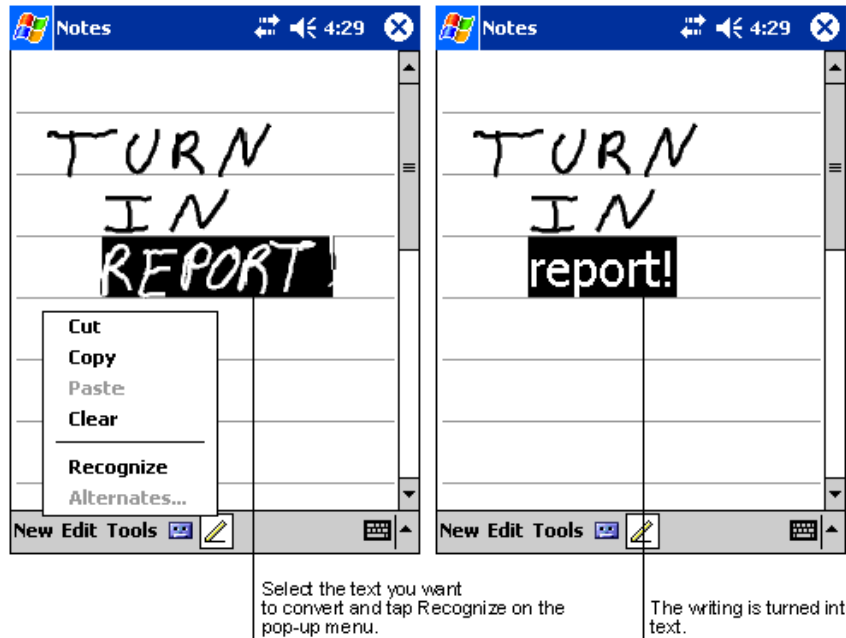 Notes 4:29
TURN
IN
REPORT!
Cut
Copy
Paste
Clear
Recognize
Alternates...
New Edit Tools
Select the text you want
to convert and tap Recognize on the
pop-up menu.
Notes 4:29
TURN
IN
report!
New Edit Tools
The writing is turned int
text.